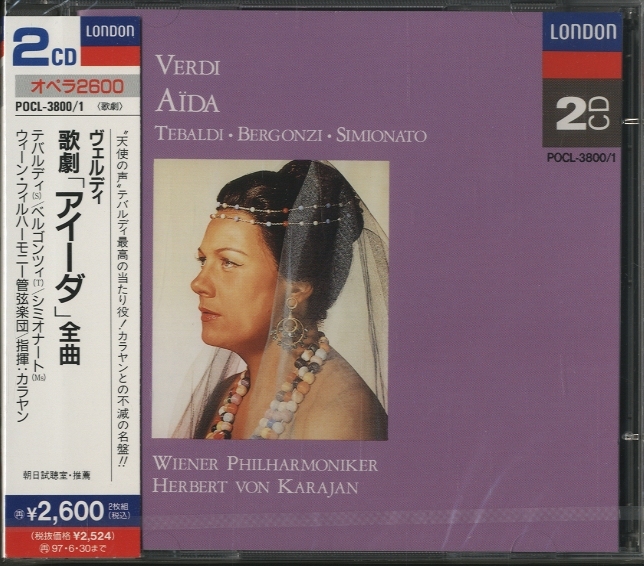 2CD
LONDON
オペラ2600
POCL-3800/1 〈歌劇〉
"天使の声"テバルディ最高の当たり役!カラヤンとの不滅の名盤!!
ヴェルディ
歌劇「アイーダ」全曲
テバルディ(S)/ベルゴンツィ(T)/シミオナート(Ms)
ウィーン・フィルハーモニー管弦楽団/指揮:カラヤン
朝日試聴室・推薦
再 ¥2,600 2枚組(税込)
(税抜価格 ¥2,524)
再 97・6・30まで
VERDI
AÏDA
TEBALDI • BERGONZI • SIMIONATO
WIENER PHILHARMONIKER
HERBERT VON KARAJAN
LONDON
2CD
POCL-3800/1